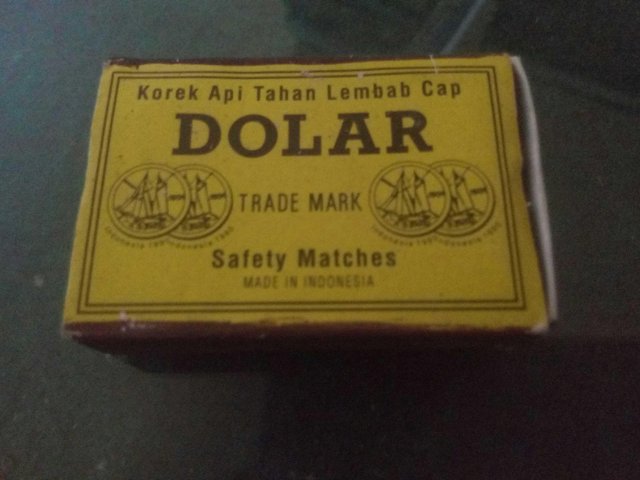 Korek Api Tahan Lembab Cap
DOLAR
TRADE MARK
Safety Matches
MADE IN INDONESIA